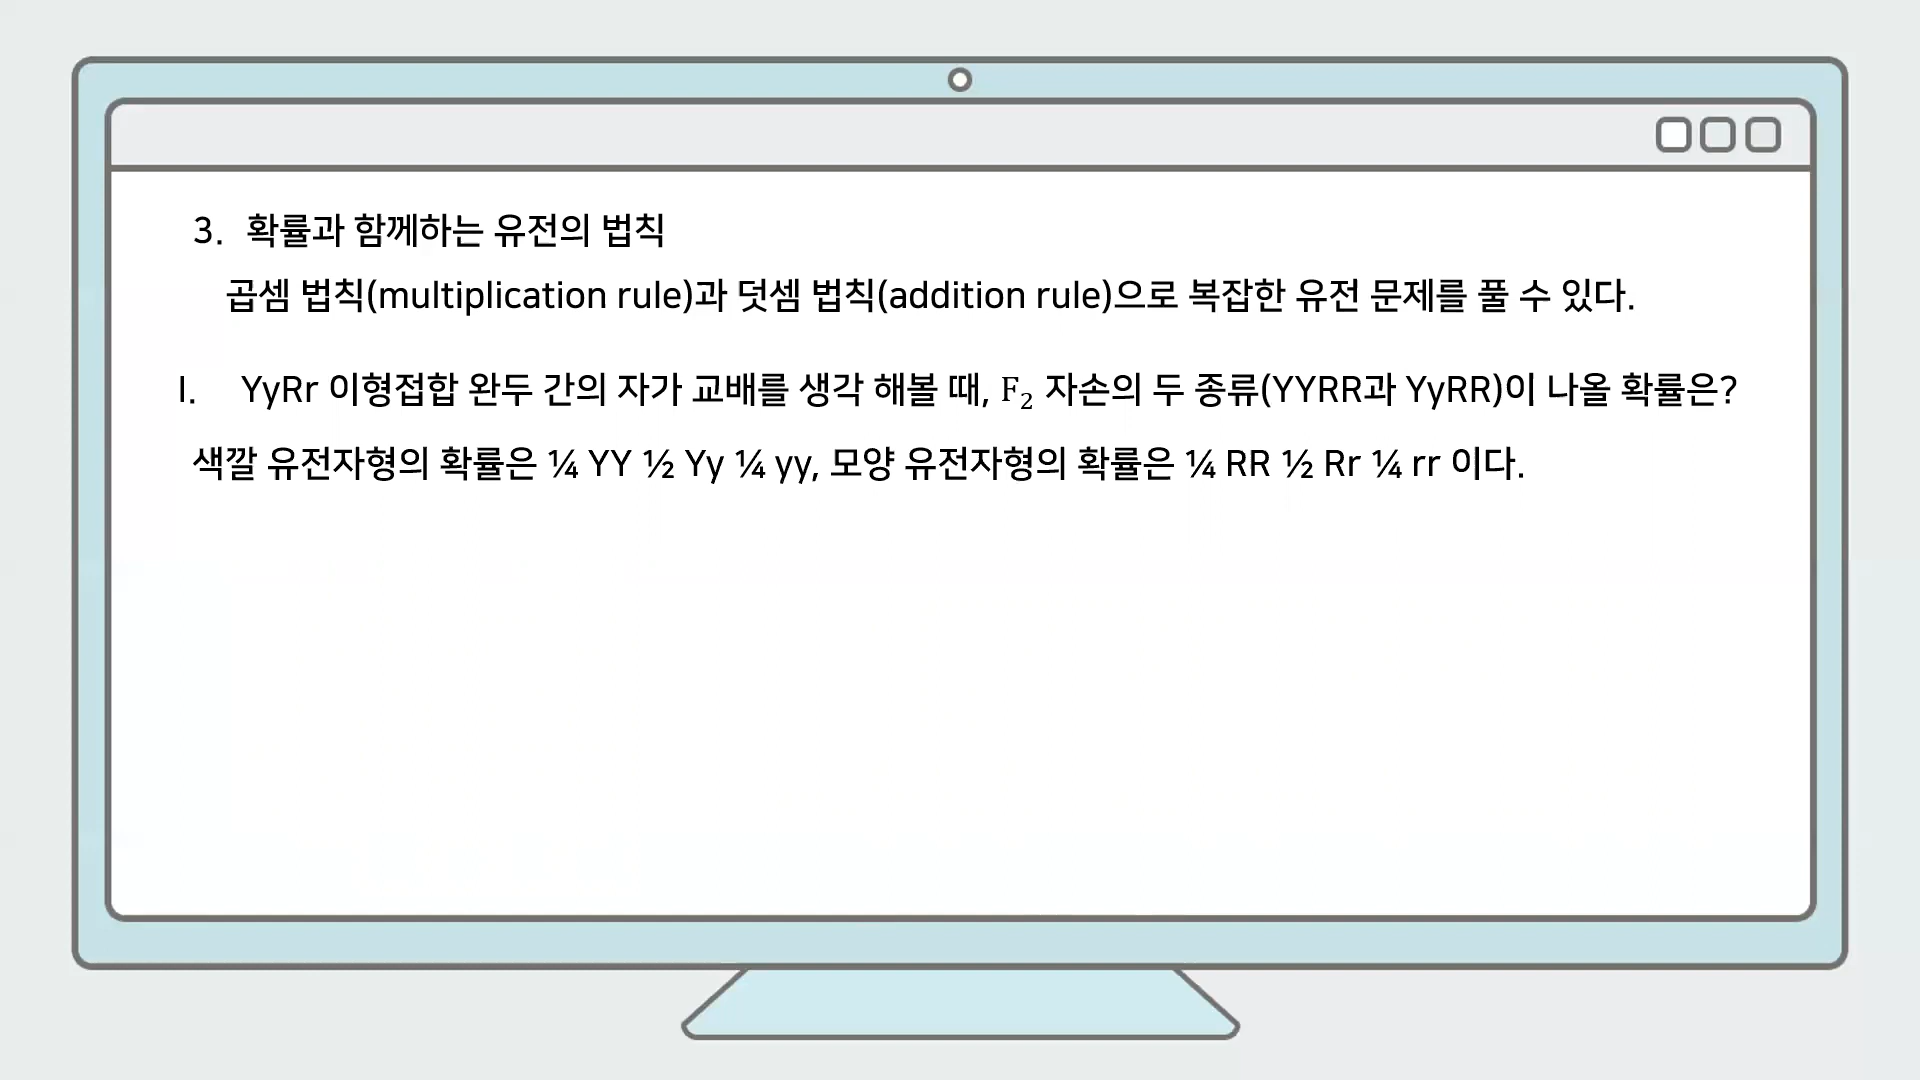 3. 확률과 함께하는 유전의 법칙
곱셈 법칙(multiplication rule)과 덧셈 법칙(addition rule)으로 복잡한 유전 문제를 풀 수 있다.
I. YyRr 이형접합 완두 간의 자가 교배를 생각 해볼 때, F₂ 자손의 두 종류(YYRR과 YyRR)이 나올 확률은?
색깔 유전자형의 확률은 ¼ YY ½ Yy ¼ yy, 모양 유전자형의 확률은 ¼ RR ½ Rr ¼ rr 이다.